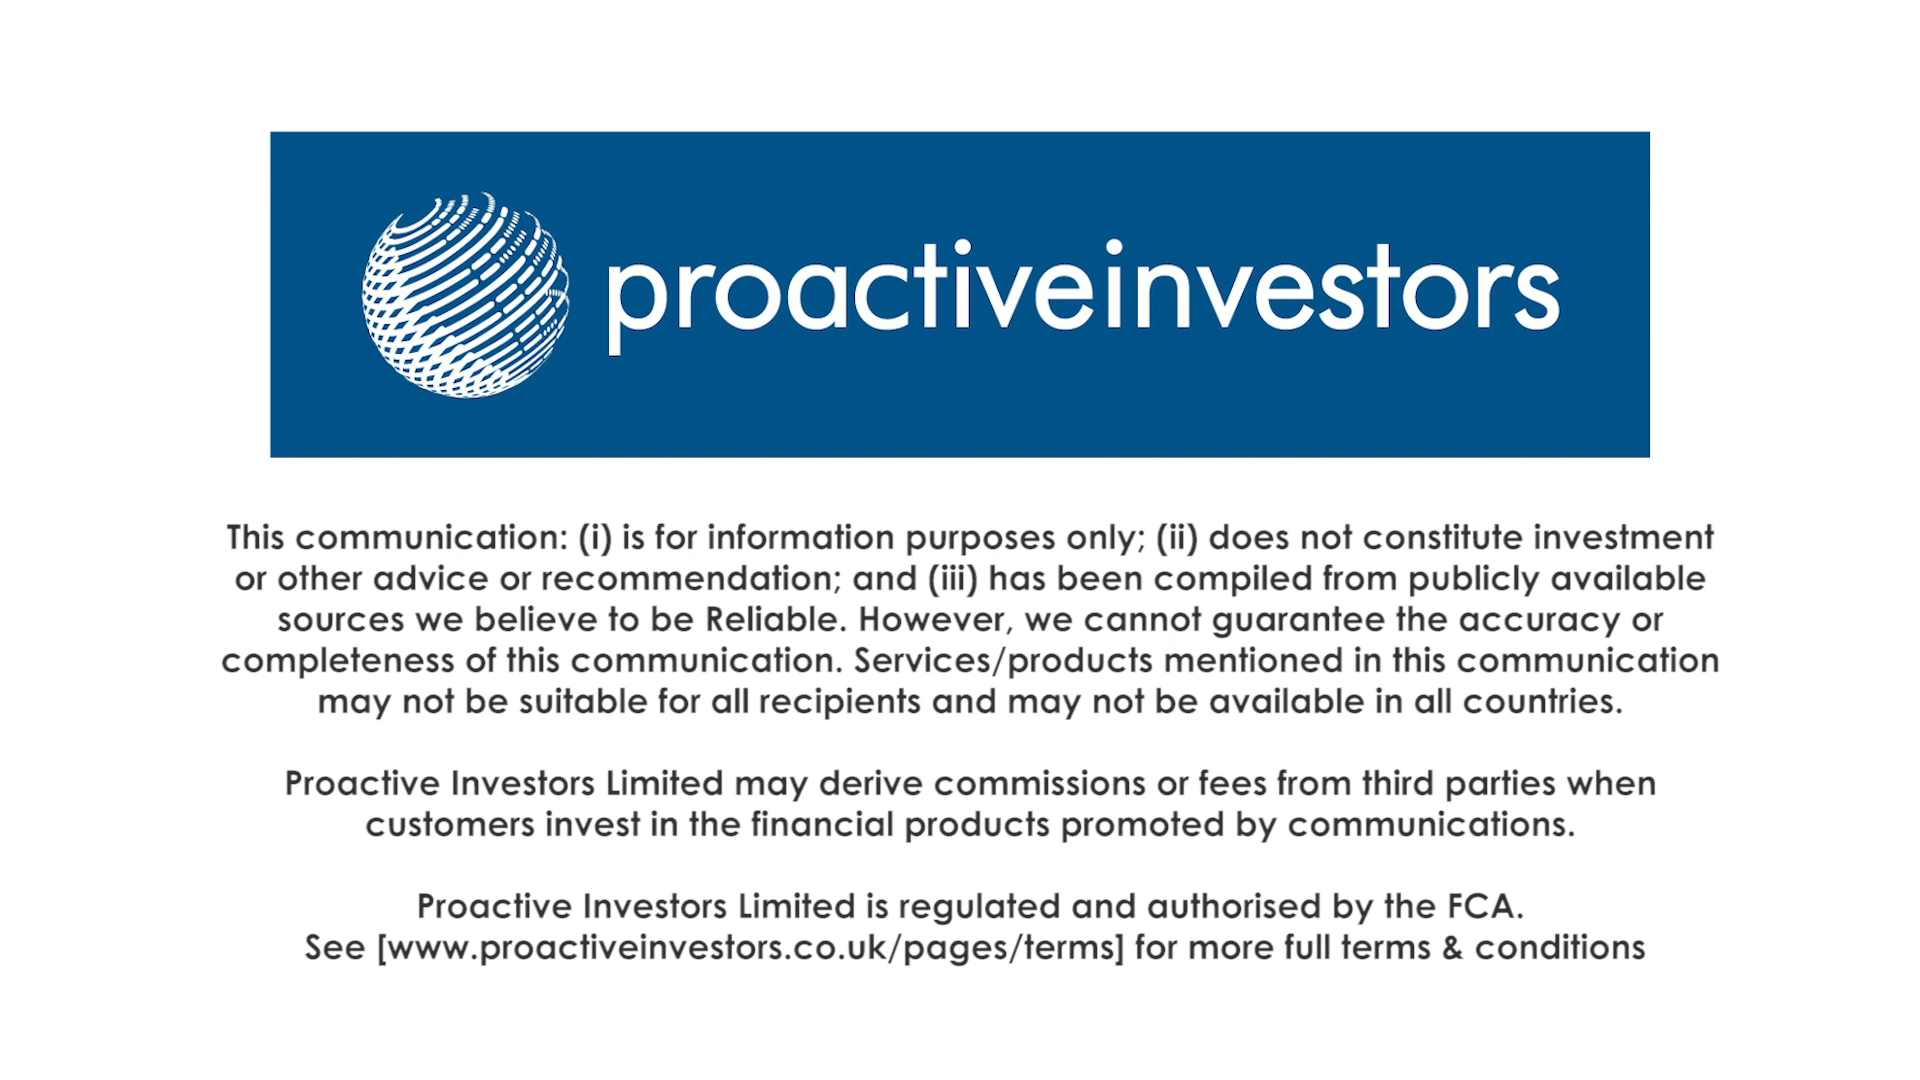 proactiveinvestors
This communication: (i) is for information purposes only; (ii) does not constitute investment
or other advice or recommendation; and (iii) has been compiled from publicly available
sources we believe to be Reliable. However, we cannot guarantee the accuracy or
completeness of this communication. Services/products mentioned in this communication
may not be suitable for all recipients and may not be available in all countries.
Proactive Investors Limited may derive commissions or fees from third parties when
customers invest in the financial products promoted by communications.
Proactive Investors Limited is regulated and authorised by the FCA.
See [www.proactiveinvestors.co.uk/pages/terms] for more full terms & conditions